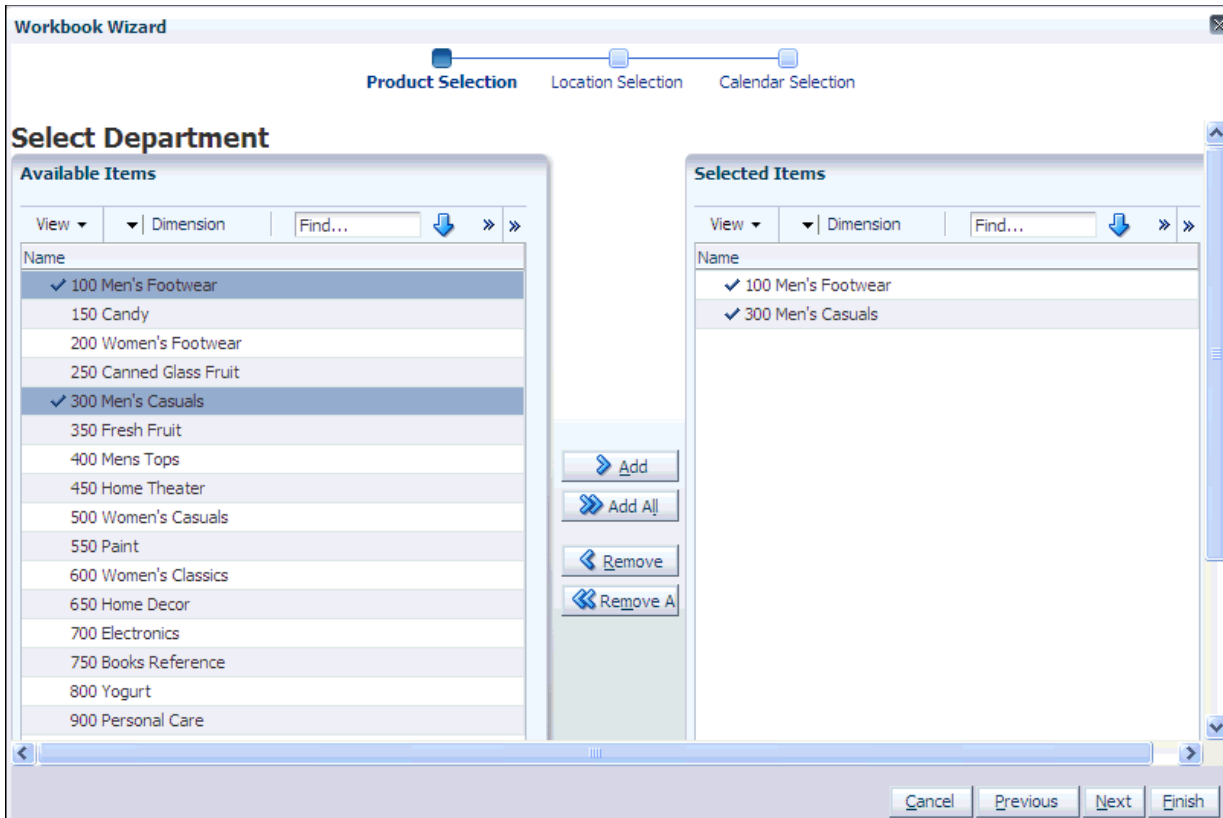 Workbook Wizard
Product Selection Location Selection Calendar Selection
Select Department
Available Items
View Dimension Find...
Name
100 Men's Footwear
150 Candy
200 Women's Footwear
250 Canned Glass Fruit
300 Men's Casuals
350 Fresh Fruit
400 Mens Tops
450 Home Theater
500 Women's Casuals
550 Paint
600 Women's Classics
650 Home Decor
700 Electronics
750 Books Reference
800 Yogurt
900 Personal Care
Add
Add All
Remove
Remove A
Selected Items
View Dimension Find...
Name
100 Men's Footwear
300 Men's Casuals
Cancel Previous Next Finish